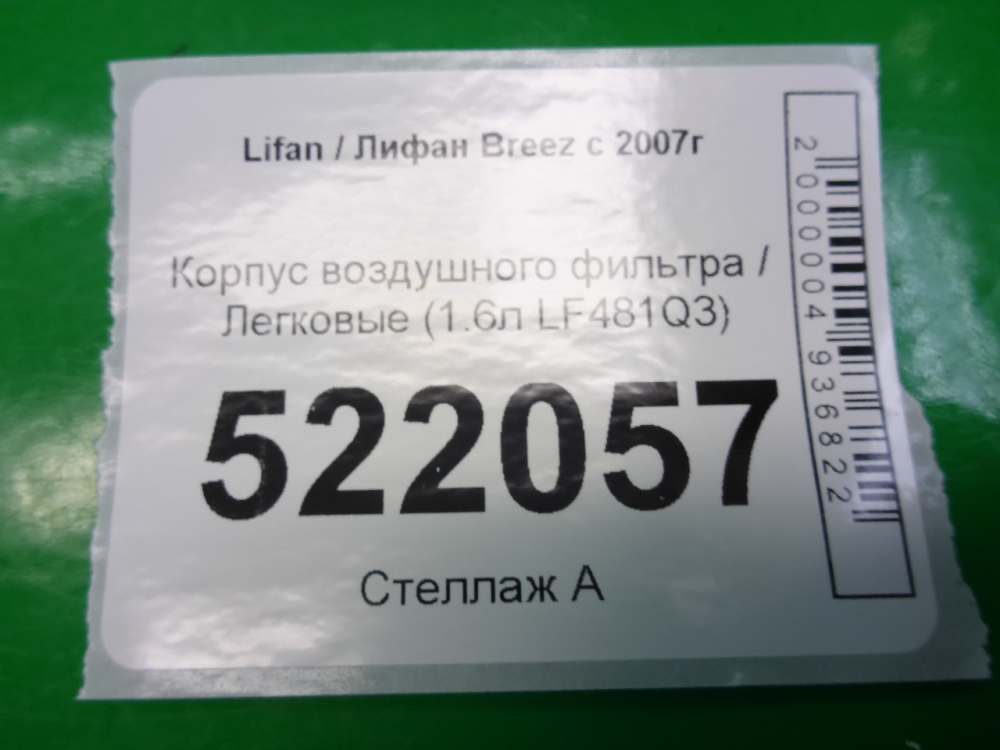 Lifan / Лифан Breez с 2007г
Корпус воздушного фильтра /
Легковые (1.6л LF481Q3)
522057
Стеллаж А
2000004936822